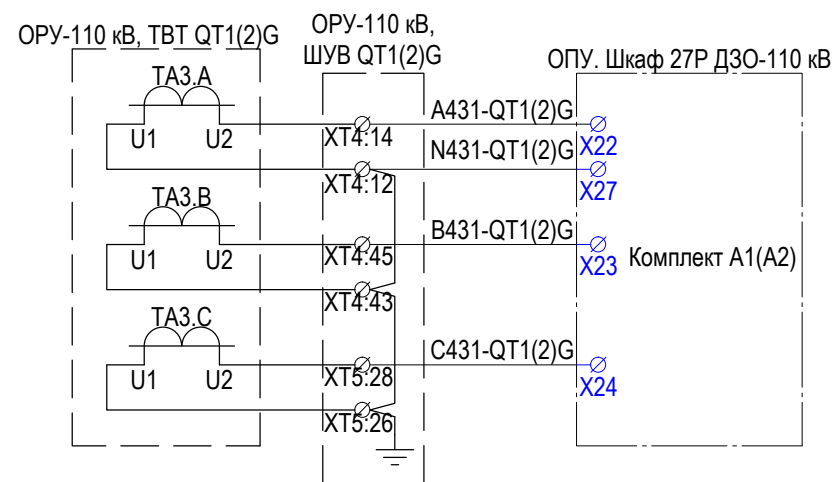 ОРУ-110 кВ, ТВТ QT1(2)G
ОРУ-110 кВ,
ШУВ QT1(2)G
ОПУ. Шкаф 27Р ДЗО-110 кВ
ТА3.А
U1 U2
XT4:14
A431-QT1(2)G
X22
XT4:12
N431-QT1(2)G
X27
ТА3.В
U1 U2
XT4:45
B431-QT1(2)G
X23
Комплект А1(А2)
XT4:43
ТА3.С
U1 U2
XT5:28
C431-QT1(2)G
X24
XT5:26